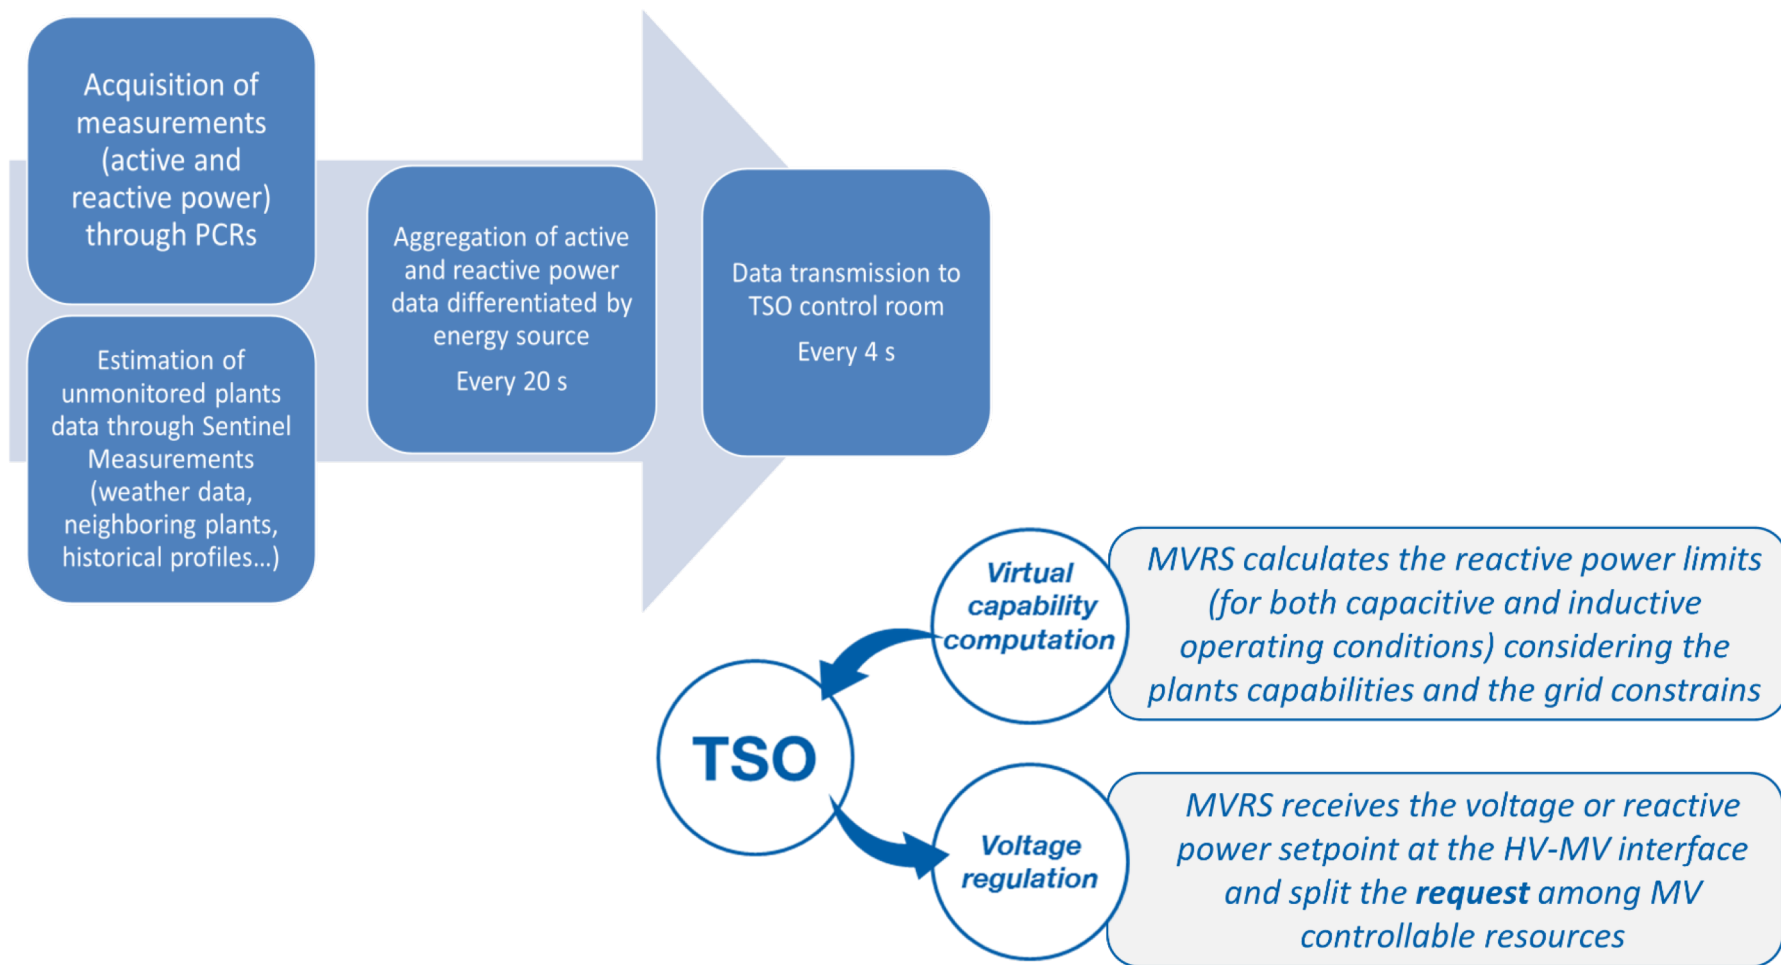 Acquisition of
measurements
(active and
reactive power)
through PCRs
Estimation of
unmonitored plants
data through Sentinel
Measurements
(weather data,
neighboring plants,
historical profiles...)
Aggregation of active
and reactive power
data differentiated by
energy source
Every 20 s
Data transmission to
TSO control room
Every 4 s
Virtual
capability
computation
MVRS calculates the reactive power limits
(for both capacitive and inductive
operating conditions) considering the
plants capabilities and the grid constrains
TSO
Voltage
regulation
MVRS receives the voltage or reactive
power setpoint at the HV-MV interface
and split the request among MV
controllable resources